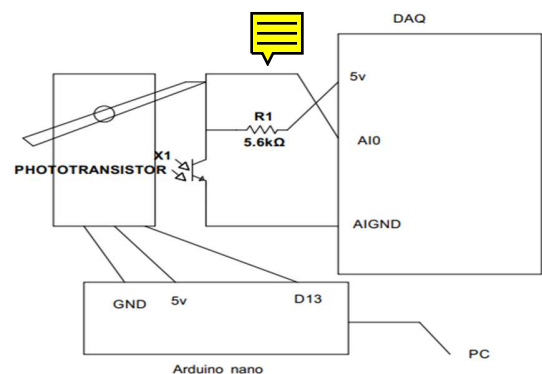 DAQ
5v
R1
5.6kΩ
AI0
X1
PHOTOTRANSISTOR
AIGND
GND
5v
D13
PC
Arduino nano